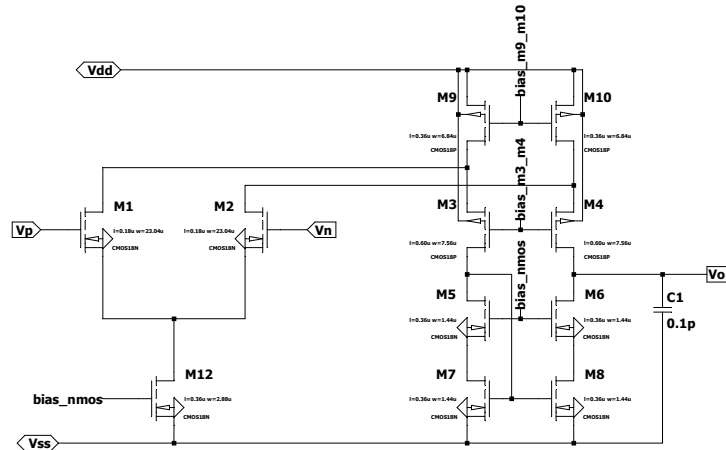 Vdd
bias_m9_m10
M9
M10
l=0.36u w=6.84u
CMOS18P
l=0.36u w=6.84u
CMOS18P
bias_m3_m4
M1
M2
M3
M4
Vp
l=0.18u w=23.04u
CMOS18N
l=0.18u w=23.04u
CMOS18N
Vn
l=0.60u w=7.56u
CMOS18P
l=0.60u w=7.56u
CMOS18P
bias_nmos
Vo
M5
M6
C1
0.1p
l=0.36u w=1.44u
CMOS18N
l=0.36u w=1.44u
CMOS18N
M12
M7
M8
bias_nmos
l=0.36u w=2.88u
CMOS18N
l=0.36u w=1.44u
CMOS18N
l=0.36u w=1.44u
CMOS18N
Vss